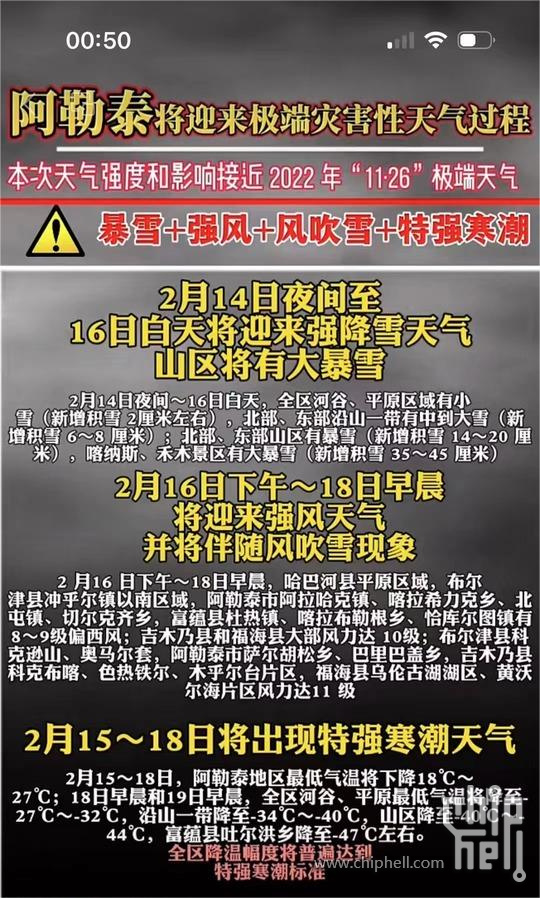 00:50
阿勒泰将迎来极端灾害性天气过程
本次天气强度和影响接近2022年“11·26”极端天气
暴雪+强风+风吹雪+特强寒潮
2月14日夜间至
16日白天将迎来强降雪天气
山区将有大暴雪
2月14日夜间～16日白天，全区河谷、平原区域有小
雪（新增积雪 2厘米左右），北部、东部沿山一带有中到大雪（新
增积雪 6～8 厘米）；北部、东部山区有暴雪（新增积雪 14～20 厘
米），喀纳斯、禾木景区有大暴雪（新增积雪 35～45 厘米）
2月16日下午～18日早晨
将迎来强风天气
并将伴随风吹雪现象
2 月16 日下午～18日早晨，哈巴河县平原区域，布尔
津县冲乎尔镇以南区域，阿勒泰市阿拉哈克镇、喀拉希力克乡、北
屯镇、切尔克齐乡，富蕴县杜热镇、喀拉布勒根乡、恰库尔图镇有
8～9级偏西风；吉木乃县和福海县大部风力达 10级；布尔津县科
克逊山、奥马尔套，阿勒泰市萨尔胡松乡、巴里巴盖乡，吉木乃县
科克布喀、色热铁尔、木乎尔台片区，福海县乌伦古湖湖区、黄沃
尔海片区风力达11 级
2月15～18日将出现特强寒潮天气
2月15～18日，阿勒泰地区最低气温将下降18℃～
27℃；18日早晨和19日早晨，全区河谷、平原最低气温将降至-
27℃～-32℃，沿山一带降至-34℃～-40℃，山区降至-40℃～-
44℃，富蕴县吐尔洪乡降至-47℃左右。
全区降温幅度将普遍达到
特强寒潮标准
www.chiphell.com
chiphell